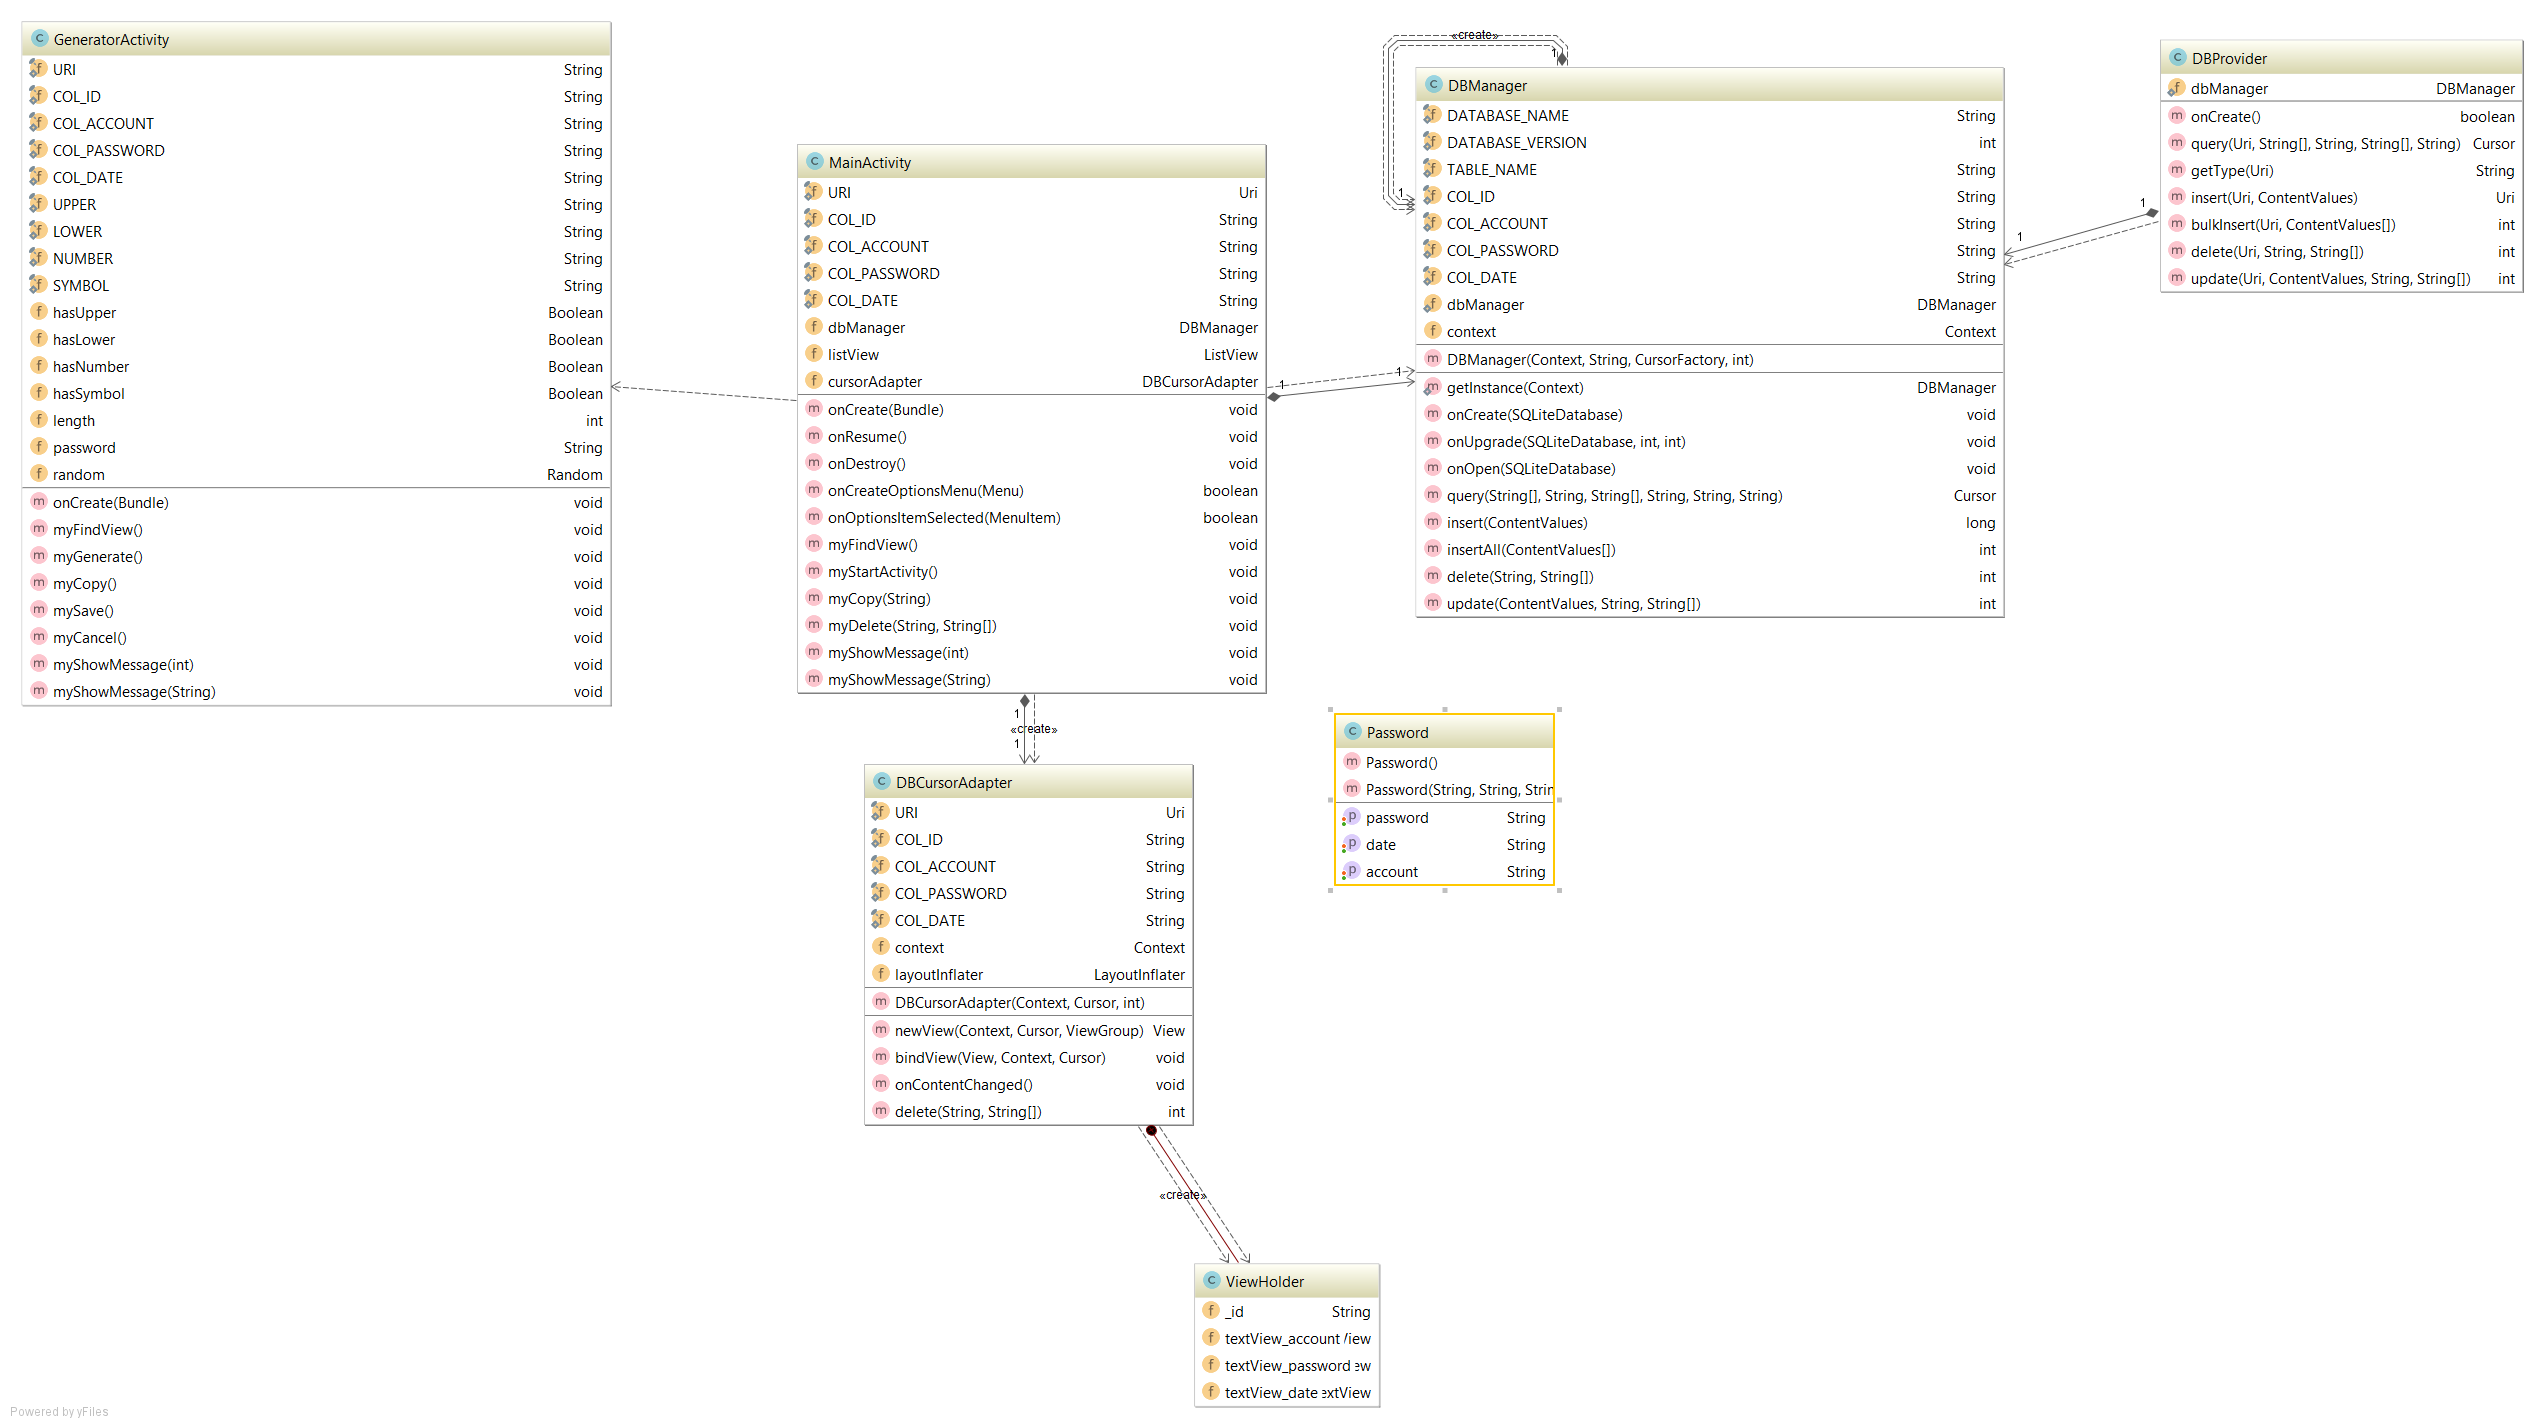 GeneratorActivity
URI String
COL_ID String
COL_ACCOUNT String
COL_PASSWORD String
COL_DATE String
UPPER String
LOWER String
NUMBER String
SYMBOL String
hasUpper Boolean
hasLower Boolean
hasNumber Boolean
hasSymbol Boolean
length int
password String
random Random
onCreate(Bundle) void
myFindView() void
myGenerate() void
myCopy() void
mySave() void
myCancel() void
myShowMessage(int) void
myShowMessage(String) void
MainActivity
URI Uri
COL_ID String
COL_ACCOUNT String
COL_PASSWORD String
COL_DATE String
dbManager DBManager
listView ListView
cursorAdapter DBCursorAdapter
onCreate(Bundle) void
onResume() void
onDestroy() void
onCreateOptionsMenu(Menu) boolean
onOptionsItemSelected(MenuItem) boolean
myFindView() void
myStartActivity() void
myCopy(String) void
myDelete(String, String[]) void
myShowMessage(int) void
myShowMessage(String) void
1
1
«create»
1
1
1
«create»
1
1
DBManager
DATABASE_NAME String
DATABASE_VERSION int
TABLE_NAME String
COL_ID String
COL_ACCOUNT String
COL_PASSWORD String
COL_DATE String
dbManager DBManager
context Context
DBManager(Context, String, CursorFactory, int)
getInstance(Context) DBManager
onCreate(SQLiteDatabase) void
onUpgrade(SQLiteDatabase, int, int) void
onOpen(SQLiteDatabase) void
query(String[], String, String[], String, String, String) Cursor
insert(ContentValues) long
insertAll(ContentValues[]) int
delete(String, String[]) int
update(ContentValues, String, String[]) int
1
1
DBProvider
dbManager DBManager
onCreate() boolean
query(Uri, String[], String, String[], String) Cursor
getType(Uri) String
insert(Uri, ContentValues) Uri
bulkInsert(Uri, ContentValues[]) int
delete(Uri, String, String[]) int
update(Uri, ContentValues, String, String[]) int
Password
Password()
Password(String, String, Strin
password String
date String
account String
DBCursorAdapter
URI Uri
COL_ID String
COL_ACCOUNT String
COL_PASSWORD String
COL_DATE String
context Context
layoutInflater LayoutInflater
DBCursorAdapter(Context, Cursor, int)
newView(Context, Cursor, ViewGroup) View
bindView(View, Context, Cursor) void
onContentChanged() void
delete(String, String[]) int
«create»
ViewHolder
_id String
textView_account iew
textView_password ew
textView_date extView
Powered by yFiles